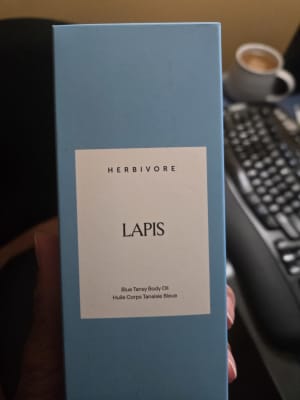 HERBIVORE
LAPIS
Blue Tansy Body Oil
Huile Corps Tanaisie Bleue